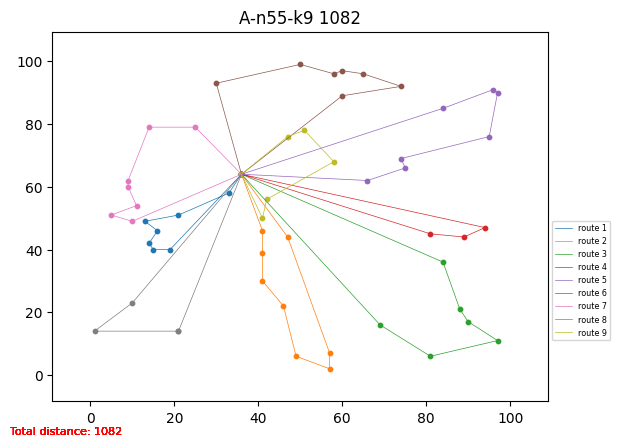 A-n55-k9 1082
100
80
60
40
20
0
0 20 40 60 80 100
route 1
route 2
route 3
route 4
route 5
route 6
route 7
route 8
route 9
Total distance: 1082